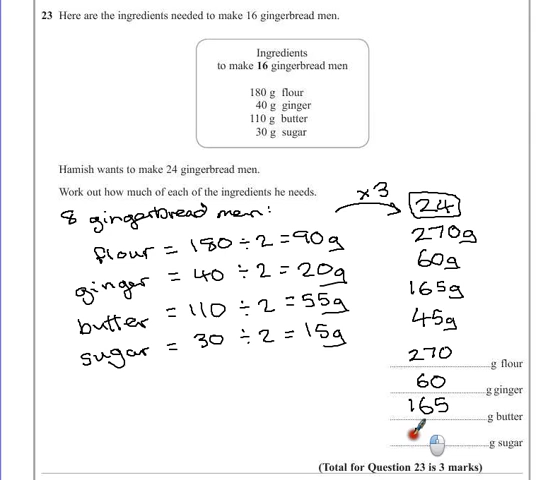 23 Here are the ingredients needed to make 16 gingerbread men.
Ingredients
to make 16 gingerbread men
180 g flour
40 g ginger
110 g butter
30 g sugar
Hamish wants to make 24 gingerbread men.
Work out how much of each of the ingredients he needs.
×3
8 gingerbread men:
24
flour = 180 ÷ 2 = 90g
270g
ginger = 40 ÷ 2 = 20g
60g
butter = 110 ÷ 2 = 55g
165g
sugar = 30 ÷ 2 = 15g
45g
270 g flour
60 g ginger
165 g butter
g sugar
(Total for Question 23 is 3 marks)